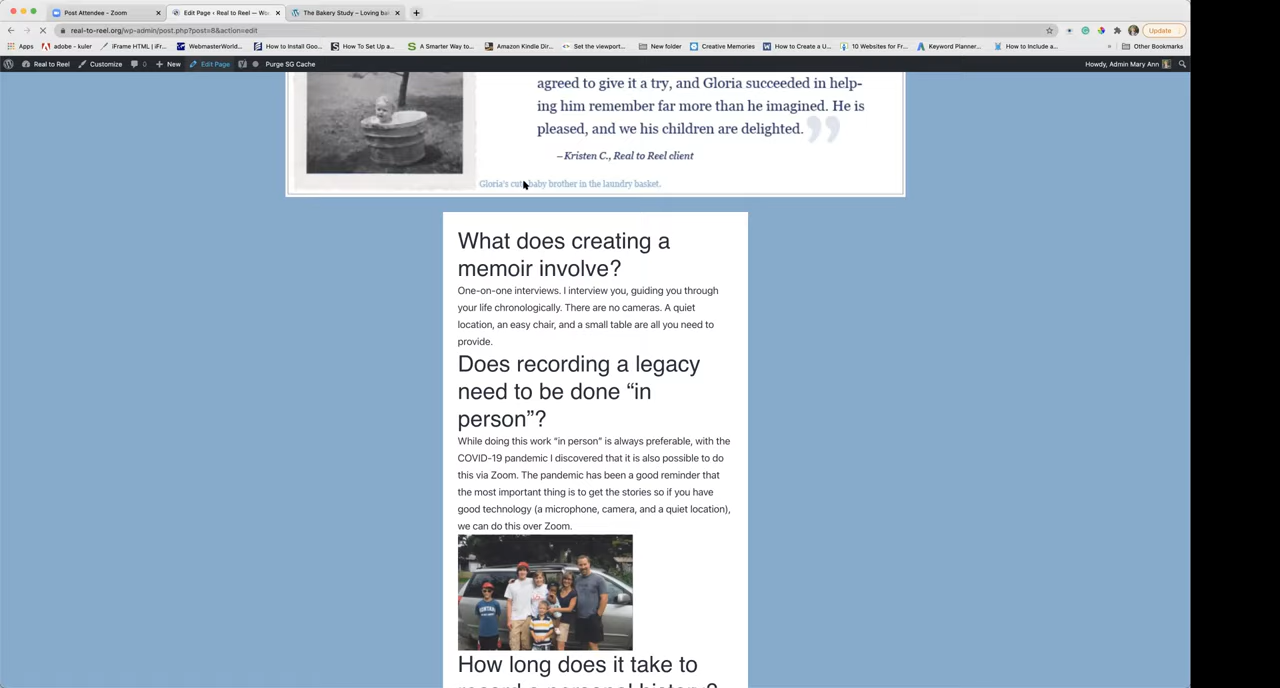 Post Attendee - Zoom
Edit Page ‹ Real to Reel — Wo
The Bakery Study – Loving ba
real-to-reel.org/wp-admin/post.php?post=8&action=edit
Update
Apps
adobe - kuler
iFrame HTML | iFr...
WebmasterWorld...
How to Install Goo...
How To Set Up a...
A Smarter Way to...
Amazon Kindle Dir...
Set the viewport...
New folder
Creative Memories
How to Create a U...
10 Websites for Fr...
Keyword Planner...
How to Include a...
»
Other Bookmarks
Real to Reel
Customize
0
+ New
Edit Page
Purge SG Cache
Howdy, Admin Mary Ann
agreed to give it a try, and Gloria succeeded in help-
ing him remember far more than he imagined. He is
pleased, and we his children are delighted.”
– Kristen C., Real to Reel client
Gloria's cute baby brother in the laundry basket.
What does creating a
memoir involve?
One-on-one interviews. I interview you, guiding you through
your life chronologically. There are no cameras. A quiet
location, an easy chair, and a small table are all you need to
provide.
Does recording a legacy
need to be done “in
person”?
While doing this work “in person” is always preferable, with the
COVID-19 pandemic I discovered that it is also possible to do
this via Zoom. The pandemic has been a good reminder that
the most important thing is to get the stories so if you have
good technology (a microphone, camera, and a quiet location),
we can do this over Zoom.
How long does it take to
record a personal history?